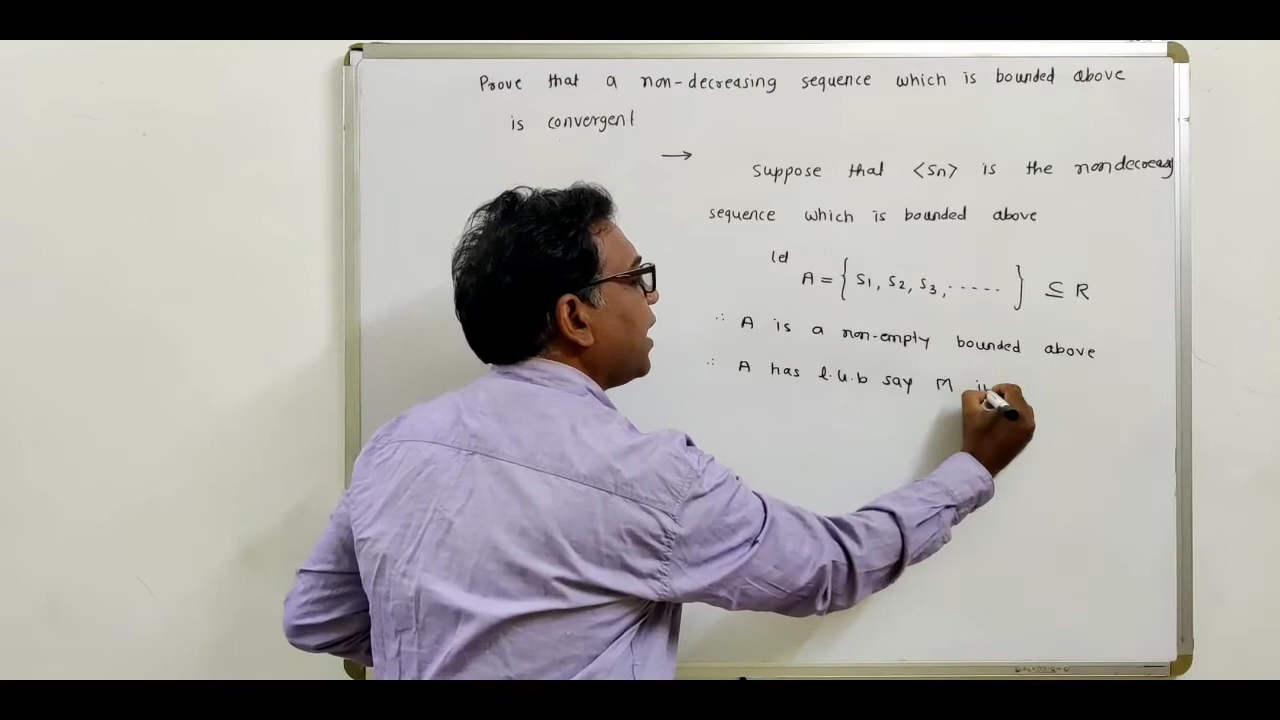 Prove that a non-decreasing sequence which is bounded above
is convergent
→
Suppose that <Sn> is the nondecreasing
sequence which is bounded above
let
A = { S1, S2, S3, ..... } ⊆ R
∴ A is a non-empty bounded above
∴ A has l.u.b say M